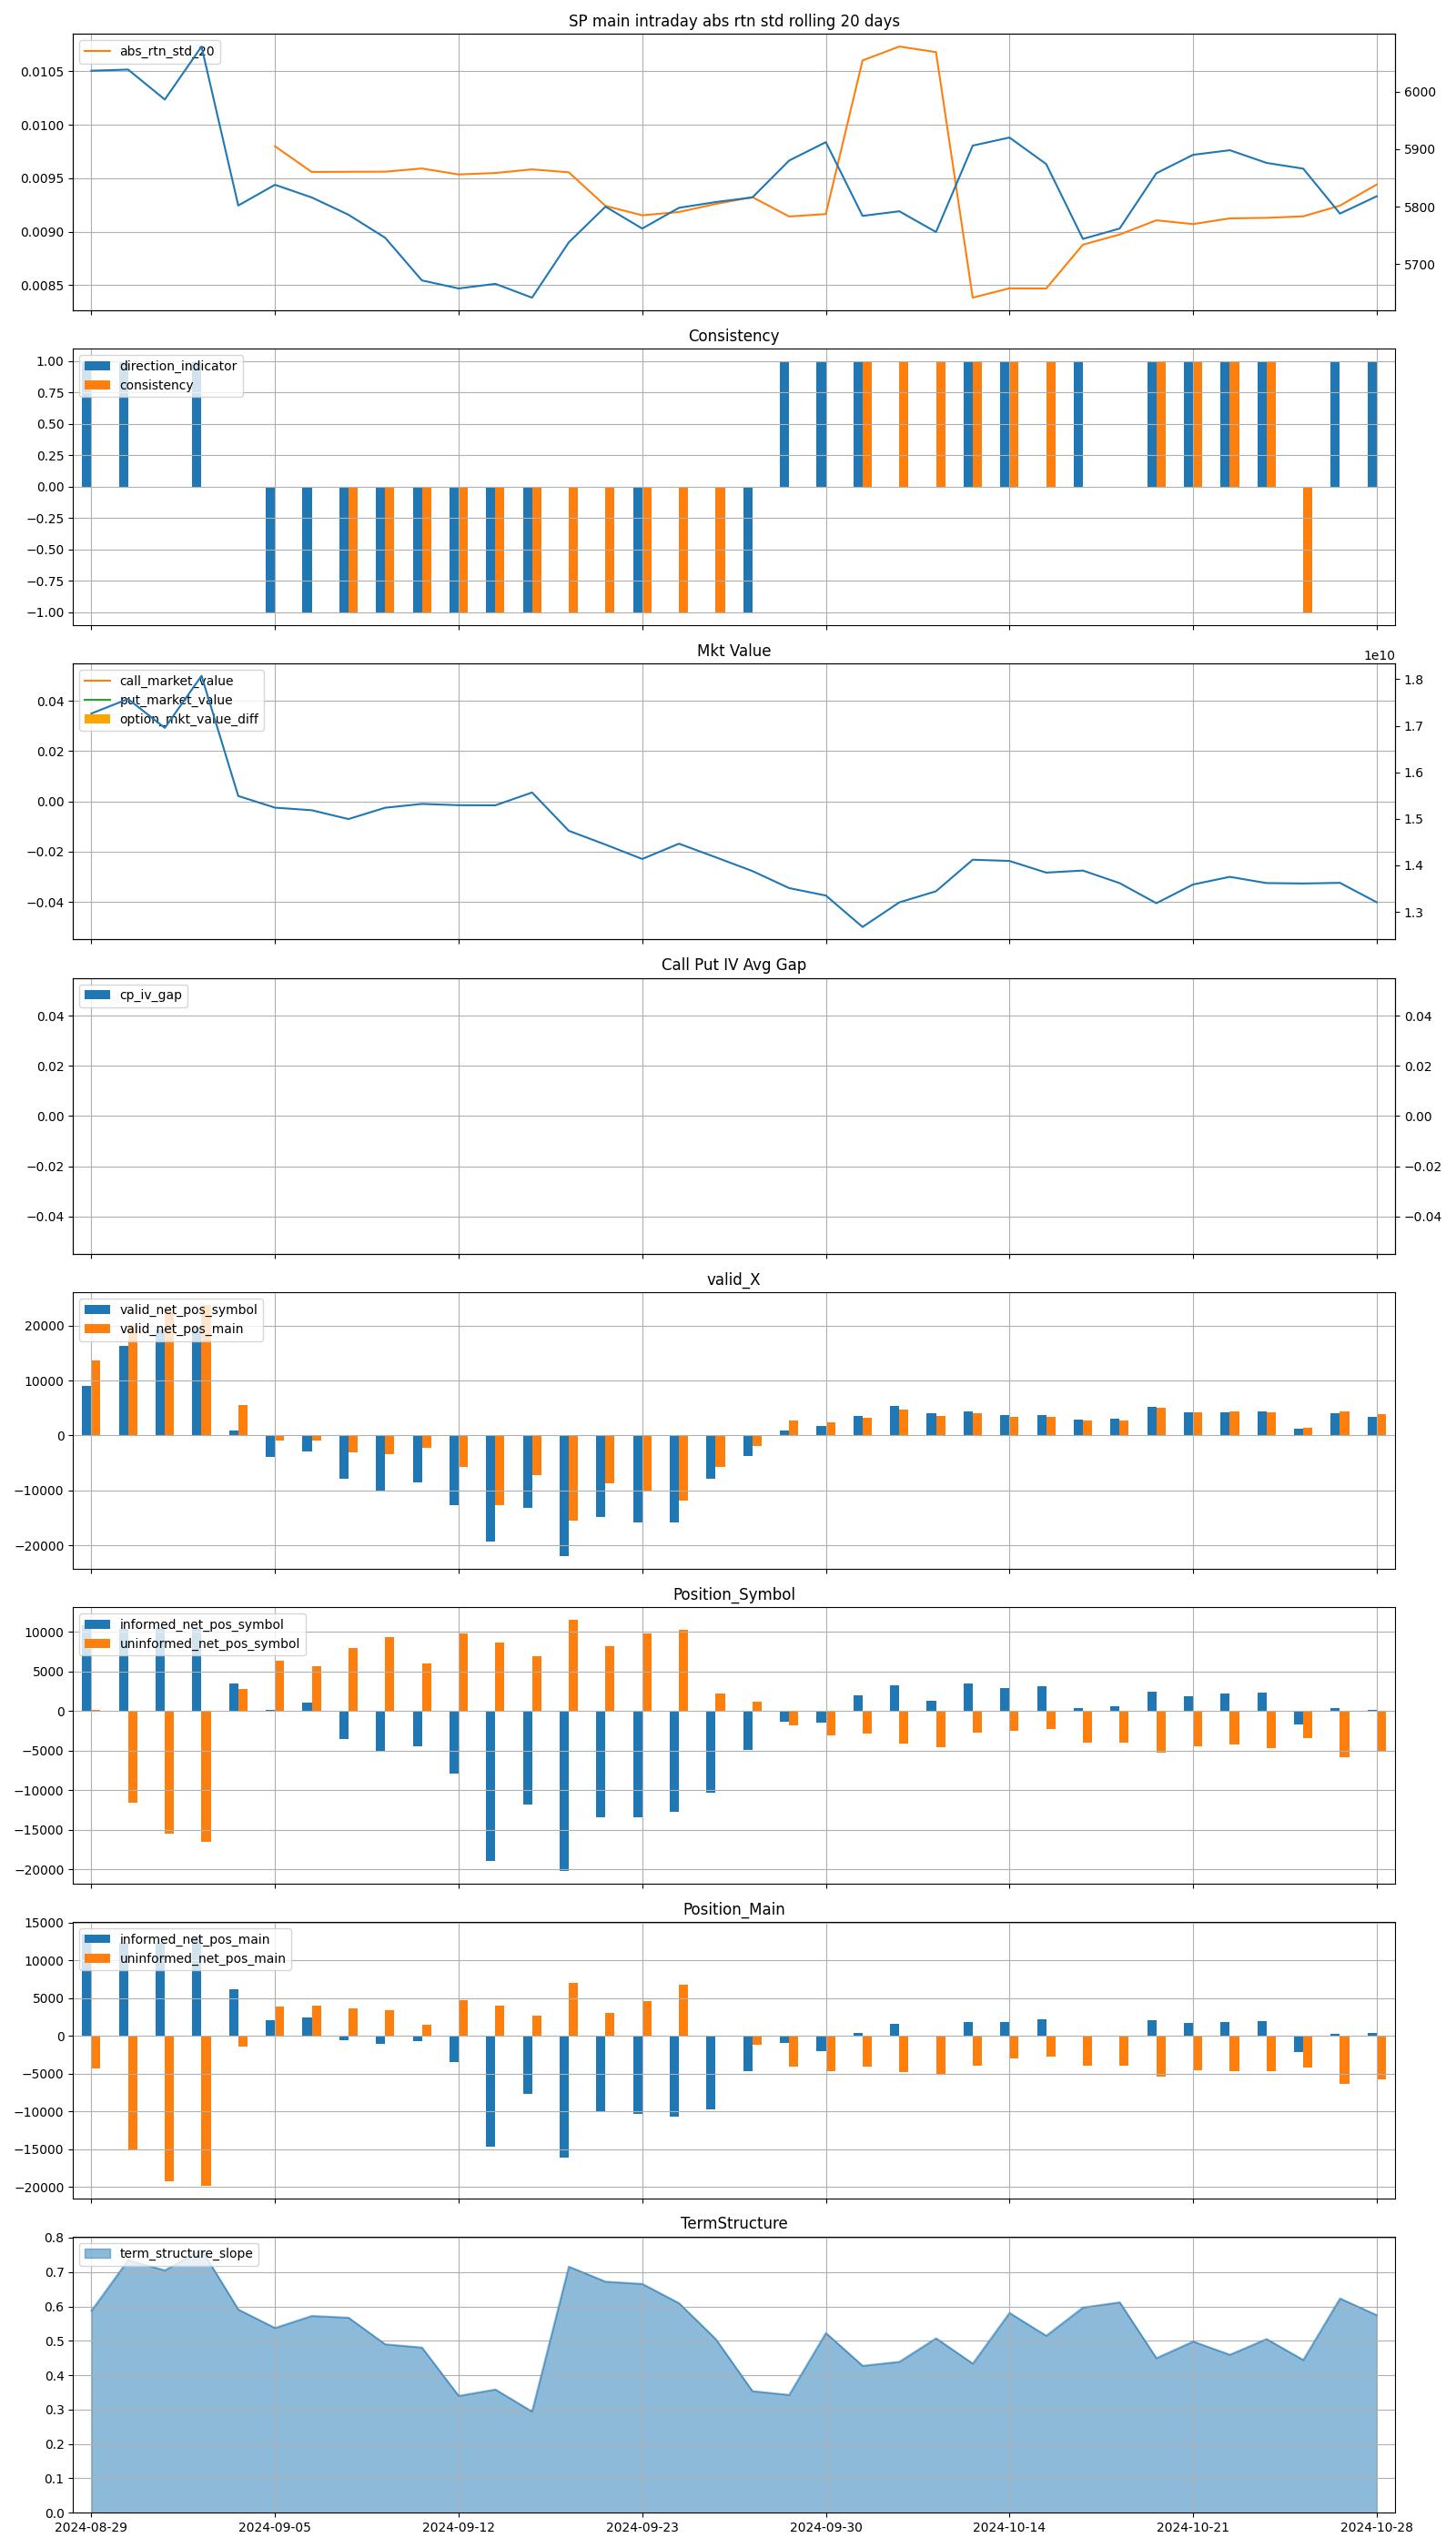 SP main intraday abs rtn std rolling 20 days
abs_rtn_std_20
0.0105
0.0100
0.0095
0.0090
0.0085
6000
5900
5800
5700
Consistency
direction_indicator
consistency
1.00
0.75
0.50
0.25
0.00
−0.25
−0.50
−0.75
−1.00
Mkt Value
1e10
call_market_value
put_market_value
option_mkt_value_diff
0.04
0.02
0.00
−0.02
−0.04
1.8
1.7
1.6
1.5
1.4
1.3
Call Put IV Avg Gap
cp_iv_gap
0.04
0.02
0.00
−0.02
−0.04
0.04
0.02
0.00
−0.02
−0.04
valid_X
valid_net_pos_symbol
valid_net_pos_main
20000
10000
0
−10000
−20000
Position_Symbol
informed_net_pos_symbol
uninformed_net_pos_symbol
10000
5000
0
−5000
−10000
−15000
−20000
Position_Main
informed_net_pos_main
uninformed_net_pos_main
15000
10000
5000
0
−5000
−10000
−15000
−20000
TermStructure
term_structure_slope
0.8
0.7
0.6
0.5
0.4
0.3
0.2
0.1
0.0
2024-08-29 2024-09-05 2024-09-12 2024-09-23 2024-09-30 2024-10-14 2024-10-21 2024-10-28